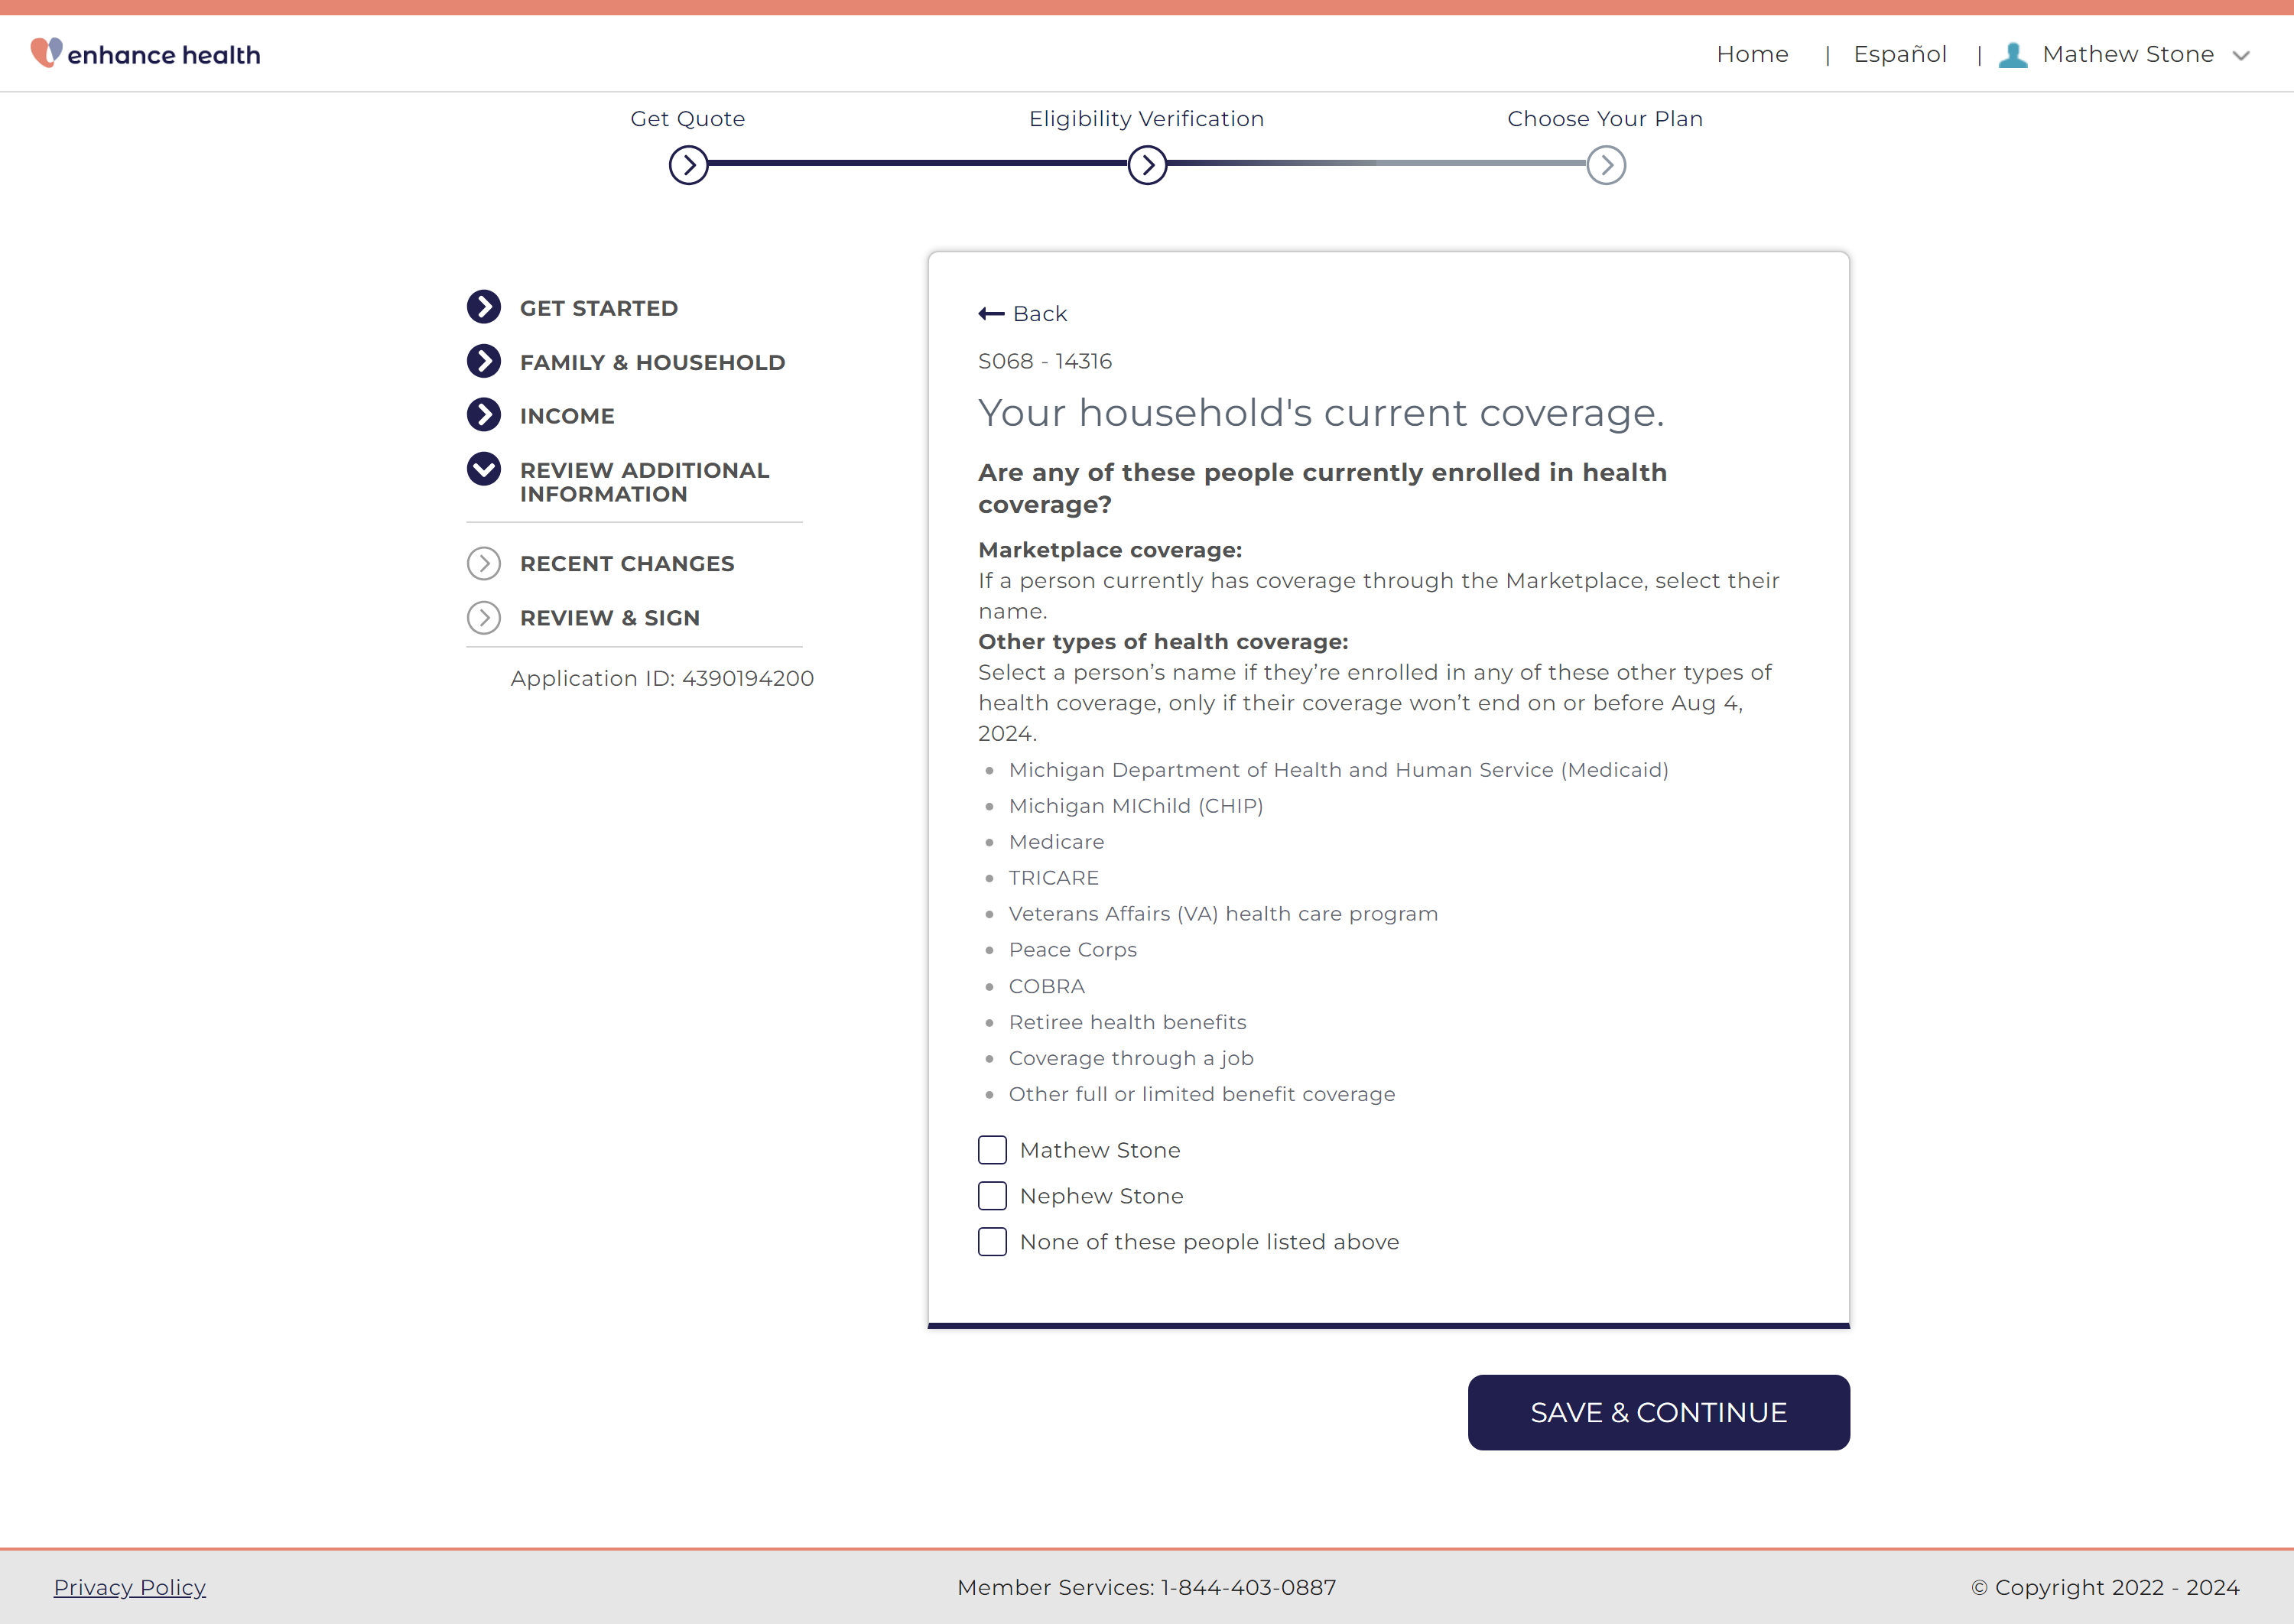 enhance health
Home | Español | Mathew Stone
Get Quote
Eligibility Verification
Choose Your Plan
GET STARTED
FAMILY & HOUSEHOLD
INCOME
REVIEW ADDITIONAL
INFORMATION
RECENT CHANGES
REVIEW & SIGN
Application ID: 4390194200
Back
S068 - 14316
Your household's current coverage.
Are any of these people currently enrolled in health
coverage?
Marketplace coverage:
If a person currently has coverage through the Marketplace, select their
name.
Other types of health coverage:
Select a person’s name if they’re enrolled in any of these other types of
health coverage, only if their coverage won’t end on or before Aug 4,
2024.
Michigan Department of Health and Human Service (Medicaid)
Michigan MIChild (CHIP)
Medicare
TRICARE
Veterans Affairs (VA) health care program
Peace Corps
COBRA
Retiree health benefits
Coverage through a job
Other full or limited benefit coverage
Mathew Stone
Nephew Stone
None of these people listed above
SAVE & CONTINUE
Privacy Policy
Member Services: 1-844-403-0887
© Copyright 2022 - 2024